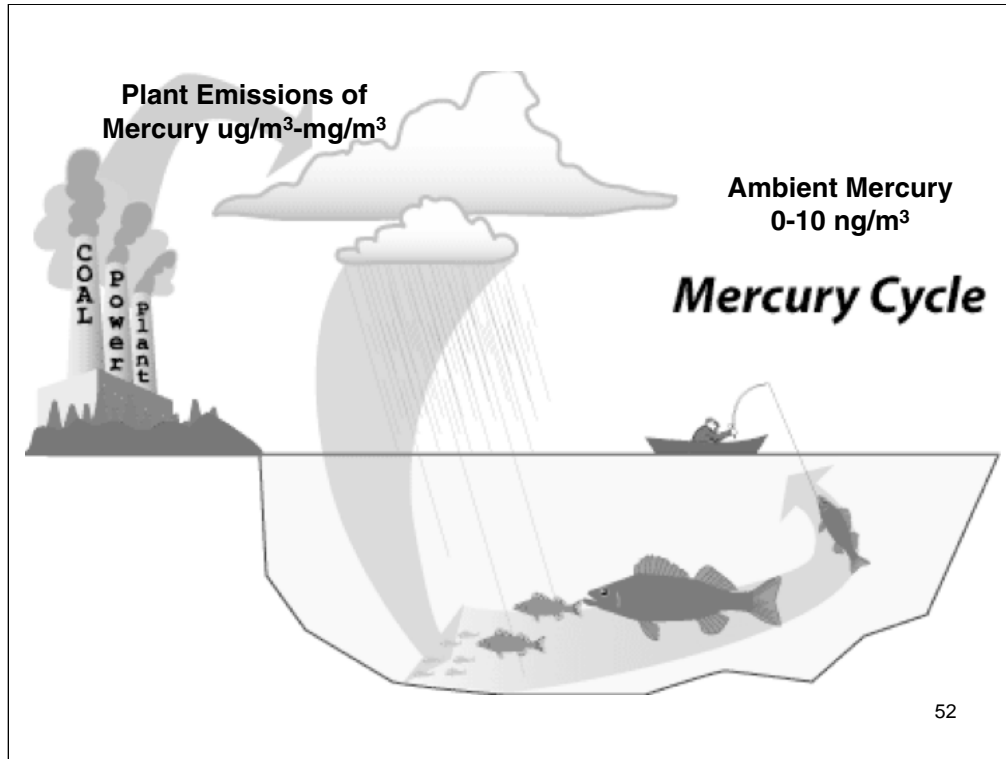 Plant Emissions of
Mercury ug/m³-mg/m³
Ambient Mercury
0-10 ng/m³
COAL
Power
Plant
Mercury Cycle
52